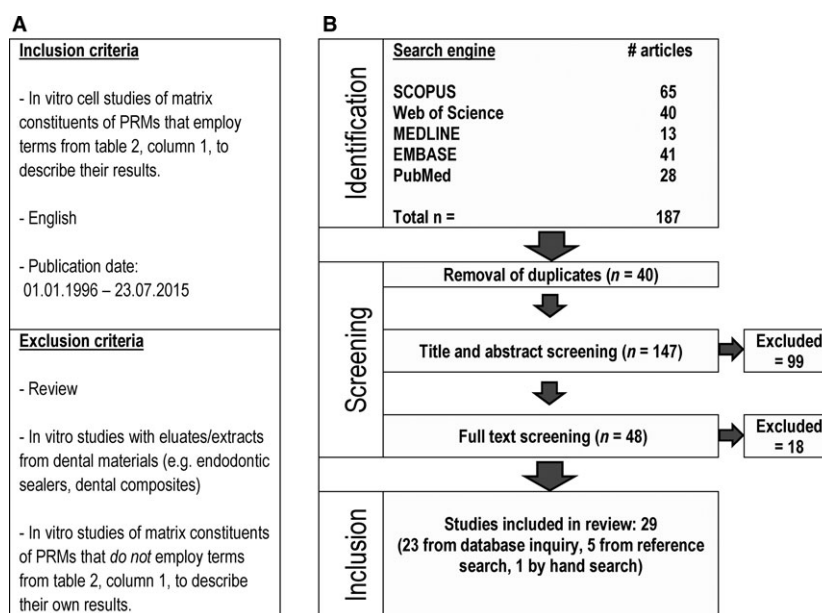 A
Inclusion criteria
- In vitro cell studies of matrix
constituents of PRMs that employ
terms from table 2, column 1, to
describe their results.
- English
- Publication date:
01.01.1996 – 23.07.2015
Exclusion criteria
- Review
- In vitro studies with eluates/extracts
from dental materials (e.g. endodontic
sealers, dental composites)
- In vitro studies of matrix constituents
of PRMs that do not employ terms
from table 2, column 1, to describe
their own results.
B
Identification
Search engine # articles
SCOPUS 65
Web of Science 40
MEDLINE 13
EMBASE 41
PubMed 28
Total n = 187
Screening
Removal of duplicates (n = 40)
Title and abstract screening (n = 147)
Excluded
= 99
Full text screening (n = 48)
Excluded
= 18
Inclusion
Studies included in review: 29
(23 from database inquiry, 5 from reference
search, 1 by hand search)